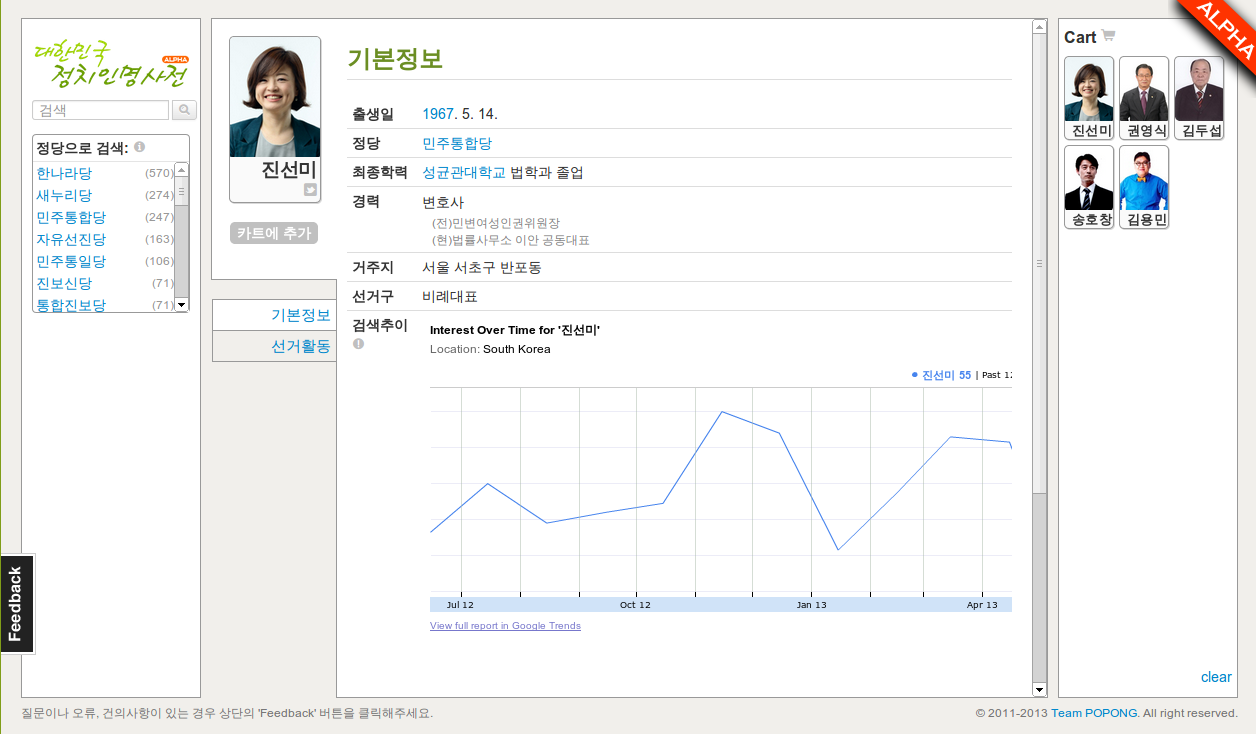 대한민국
정치인명사전
ALPHA
검색
정당으로 검색:
한나라당 (570)
새누리당 (274)
민주통합당 (247)
자유선진당 (163)
민주통일당 (106)
진보신당 (71)
통합진보당 (71)
진선미
카트에 추가
기본정보
선거활동
기본정보
출생일 1967. 5. 14.
정당 민주통합당
최종학력 성균관대학교 법학과 졸업
경력 변호사
(전)민변여성인권위원장
(현)법률사무소 이안 공동대표
거주지 서울 서초구 반포동
선거구 비례대표
검색추이
Interest Over Time for '진선미'
Location: South Korea
진선미 55 | Past 12
Jul 12 Oct 12 Jan 13 Apr 13
View full report in Google Trends
Cart
진선미 권영식 김두섭
송호창 김용민
clear
ALPHA
Feedback
질문이나 오류, 건의사항이 있는 경우 상단의 'Feedback' 버튼을 클릭해주세요.
© 2011-2013 Team POPONG. All right reserved.